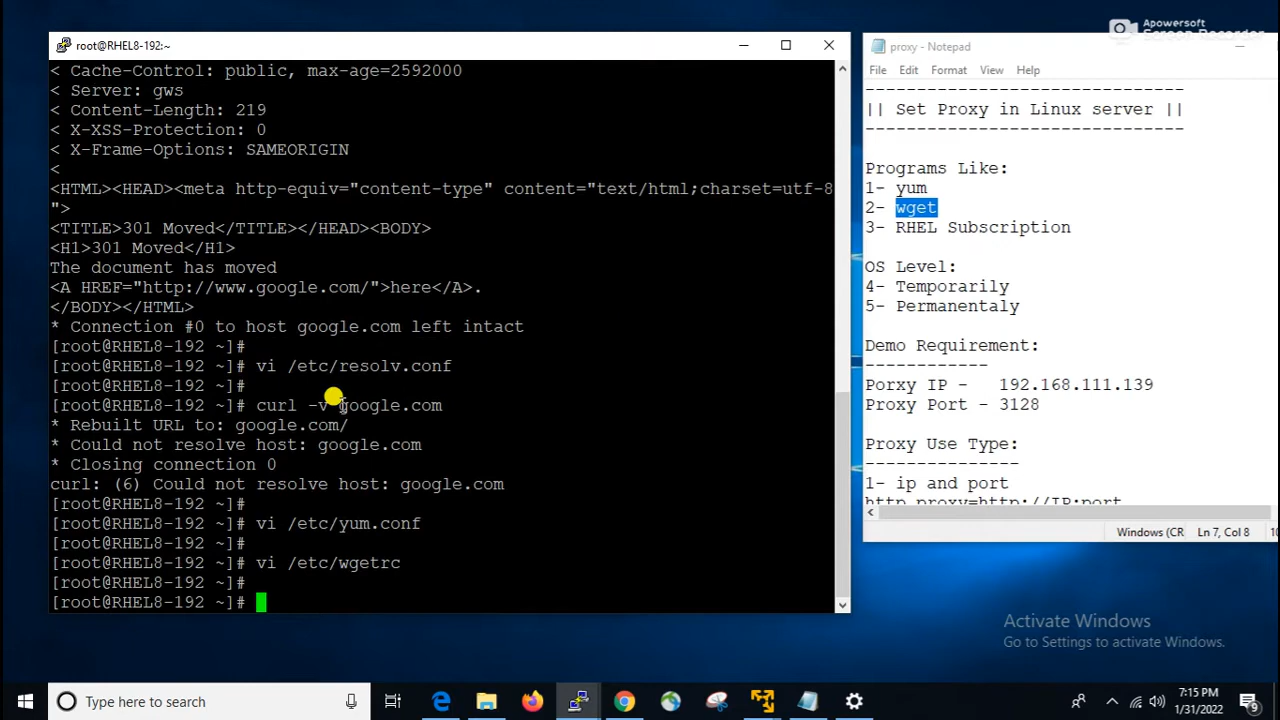 root@RHEL8-192:~
< Cache-Control: public, max-age=2592000
< Server: gws
< Content-Length: 219
< X-XSS-Protection: 0
< X-Frame-Options: SAMEORIGIN
<
<HTML><HEAD><meta http-equiv="content-type" content="text/html;charset=utf-8
">
<TITLE>301 Moved</TITLE></HEAD><BODY>
<H1>301 Moved</H1>
The document has moved
<A HREF="http://www.google.com/">here</A>.
</BODY></HTML>
* Connection #0 to host google.com left intact
[root@RHEL8-192 ~]#
[root@RHEL8-192 ~]# vi /etc/resolv.conf
[root@RHEL8-192 ~]#
[root@RHEL8-192 ~]# curl -v google.com
* Rebuilt URL to: google.com/
* Could not resolve host: google.com
* Closing connection 0
curl: (6) Could not resolve host: google.com
[root@RHEL8-192 ~]#
[root@RHEL8-192 ~]# vi /etc/yum.conf
[root@RHEL8-192 ~]#
[root@RHEL8-192 ~]# vi /etc/wgetrc
[root@RHEL8-192 ~]#
[root@RHEL8-192 ~]#
Apowersoft
Screen Recorder
proxy - Notepad
File Edit Format View Help
------------------------------
|| Set Proxy in Linux server ||
------------------------------
Programs Like:
1- yum
2- wget
3- RHEL Subscription
OS Level:
4- Temporarily
5- Permanentaly
Demo Requirement:
------------
Porxy IP - 192.168.111.139
Proxy Port - 3128
Proxy Use Type:
---------------
1- ip and port
http_proxy=http://IP:port
Windows (CR Ln 7, Col 8 10
Activate Windows
Go to Settings to activate Windows.
Type here to search
7:15 PM
1/31/2022
9